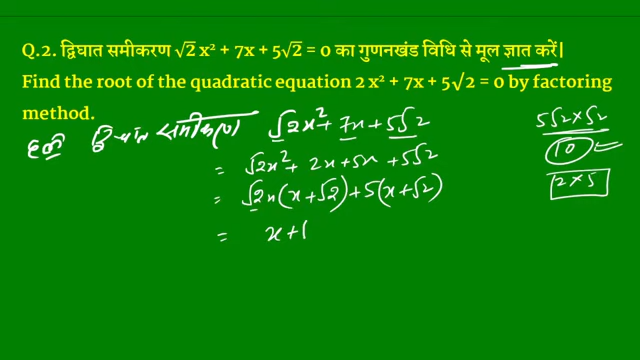 Q.2. द्विघात समीकरण √2 x² + 7x + 5√2 = 0 का गुणनखंड विधि से मूल ज्ञात करें|
Find the root of the quadratic equation 2 x² + 7x + 5√2 = 0 by factoring
method.
हल द्विघात समीकरण √2x² + 7x + 5√2
= √2x² + 2x + 5x + 5√2
= √2x(x+√2) + 5(x+√2)
= x+(
5√2×√2
10
2×5